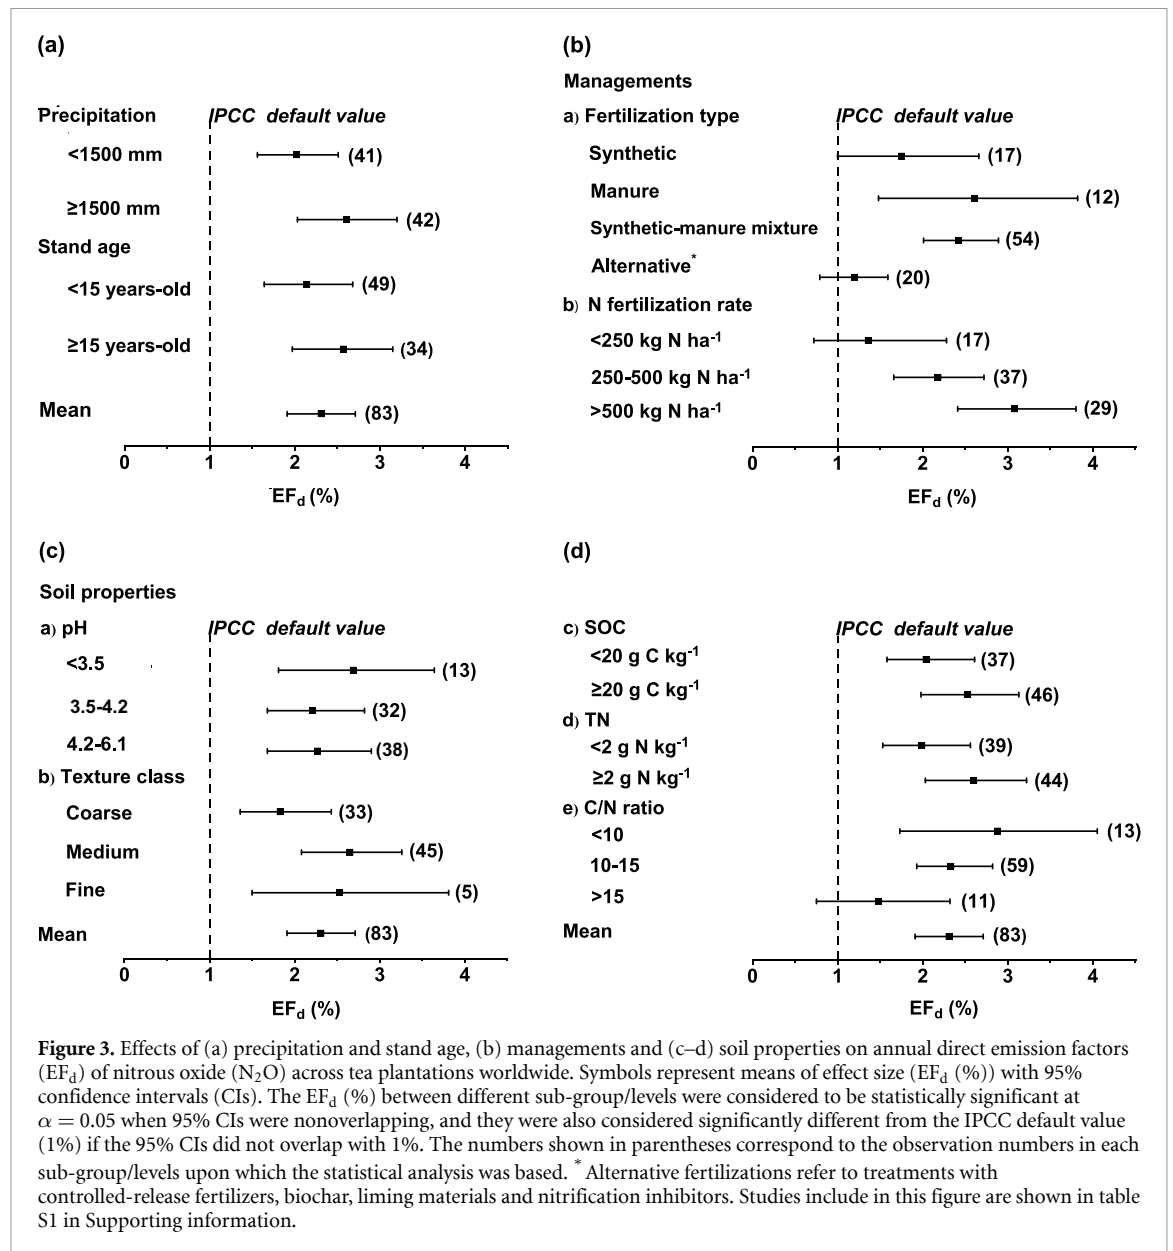 (a)
Precipitation
IPCC default value
<1500 mm
(41)
≥1500 mm
(42)
Stand age
<15 years-old
(49)
≥15 years-old
(34)
Mean
(83)
0 1 2 3 4
EFd (%)
(b)
Managements
a) Fertilization type
IPCC default value
Synthetic
(17)
Manure
(12)
Synthetic-manure mixture
(54)
Alternative*
(20)
b) N fertilization rate
<250 kg N ha-1
(17)
250-500 kg N ha-1
(37)
>500 kg N ha-1
(29)
0 1 2 3 4
EFd (%)
(c)
Soil properties
a) pH
IPCC default value
<3.5
(13)
3.5-4.2
(32)
4.2-6.1
(38)
b) Texture class
Coarse
(33)
Medium
(45)
Fine
(5)
Mean
(83)
0 1 2 3 4
EFd (%)
(d)
c) SOC
IPCC default value
<20 g C kg-1
(37)
≥20 g C kg-1
(46)
d) TN
<2 g N kg-1
(39)
≥2 g N kg-1
(44)
e) C/N ratio
<10
(13)
10-15
(59)
>15
(11)
Mean
(83)
0 1 2 3 4
EFd (%)
Figure 3. Effects of (a) precipitation and stand age, (b) managements and (c–d) soil properties on annual direct emission factors
(EFd) of nitrous oxide (N2O) across tea plantations worldwide. Symbols represent means of effect size (EFd (%)) with 95%
confidence intervals (CIs). The EFd (%) between different sub-group/levels were considered to be statistically significant at
α = 0.05 when 95% CIs were nonoverlapping, and they were also considered significantly different from the IPCC default value
(1%) if the 95% CIs did not overlap with 1%. The numbers shown in parentheses correspond to the observation numbers in each
sub-group/levels upon which the statistical analysis was based. * Alternative fertilizations refer to treatments with
controlled-release fertilizers, biochar, liming materials and nitrification inhibitors. Studies include in this figure are shown in table
S1 in Supporting information.